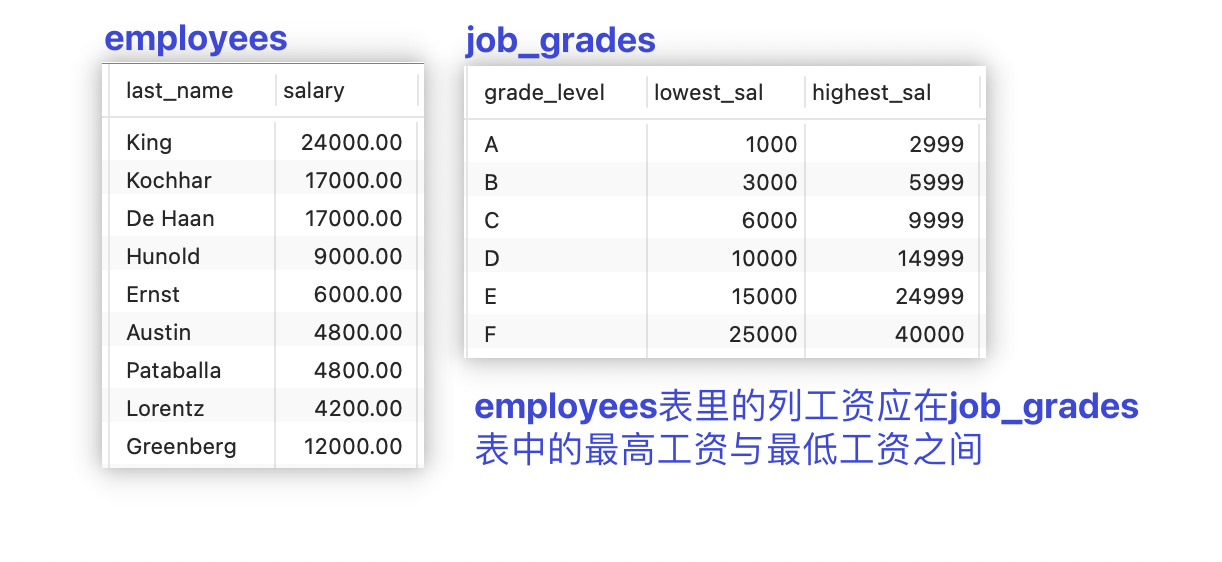 employees
last_name salary
King 24000.00
Kochhar 17000.00
De Haan 17000.00
Hunold 9000.00
Ernst 6000.00
Austin 4800.00
Pataballa 4800.00
Lorentz 4200.00
Greenberg 12000.00
job_grades
grade_level lowest_sal highest_sal
A 1000 2999
B 3000 5999
C 6000 9999
D 10000 14999
E 15000 24999
F 25000 40000
employees表里的列工资应在job_grades
表中的最高工资与最低工资之间